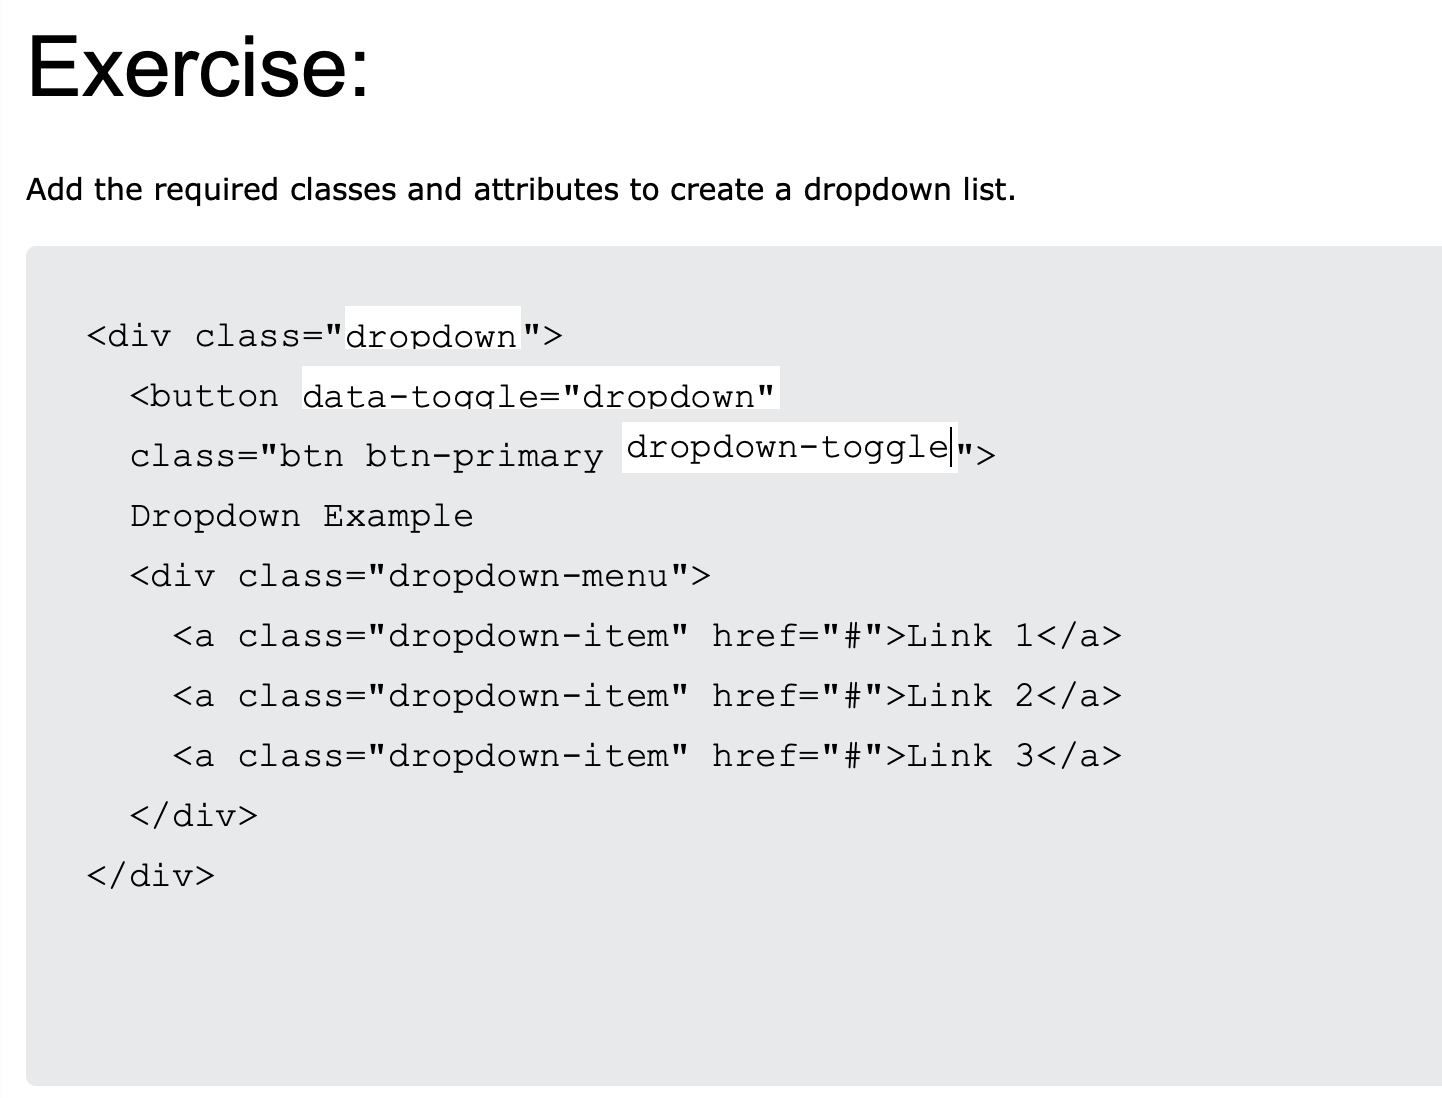 Exercise:
Add the required classes and attributes to create a dropdown list.
<div class="dropdown">
<button data-toggle="dropdown"
class="btn btn-primary dropdown-toggle">
Dropdown Example
<div class="dropdown-menu">
<a class="dropdown-item" href="#">Link 1</a>
<a class="dropdown-item" href="#">Link 2</a>
<a class="dropdown-item" href="#">Link 3</a>
</div>
</div>